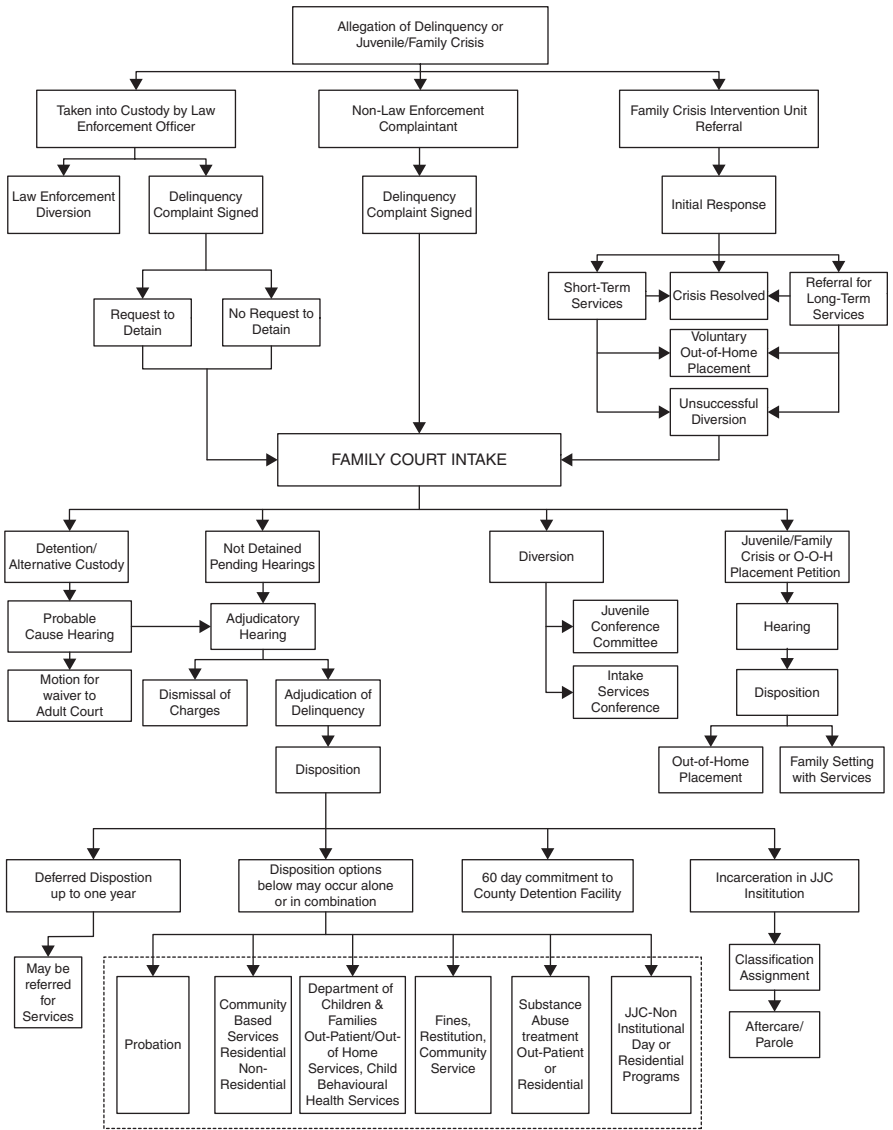 Allegation of Delinquency or
Juvenile/Family Crisis
Taken into Custody by Law
Enforcement Officer
Non-Law Enforcement
Complaintant
Family Crisis Intervention Unit
Referral
Law Enforcement
Diversion
Delinquency
Complaint Signed
Delinquency
Complaint Signed
Initial Response
Request to
Detain
No Request to
Detain
Short-Term
Services
Crisis Resolved
Referral for
Long-Term
Services
Voluntary
Out-of-Home
Placement
Unsuccessful
Diversion
FAMILY COURT INTAKE
Detention/
Alternative Custody
Not Detained
Pending Hearings
Diversion
Juvenile/Family
Crisis or O-O-H
Placement Petition
Probable
Cause Hearing
Adjudicatory
Hearing
Juvenile
Conference
Committee
Hearing
Motion for
waiver to
Adult Court
Dismissal of
Charges
Adjudication of
Delinquency
Intake
Services
Conference
Disposition
Disposition
Out-of-Home
Placement
Family Setting
with Services
Deferred Dispostion
up to one year
Disposition options
below may occur alone
or in combination
60 day commitment to
County Detention Facility
Incarceration in JJC
Insititution
May be
referred
for
Services
Classification
Assignment
Aftercare/
Parole
Probation
Community
Based
Services
Residential
Non-
Residential
Department of
Children &
Families
Out-Patient/Out-
of Home
Services, Child
Behavioural
Health Services
Fines,
Restitution,
Community
Service
Substance
Abuse
treatment
Out-Patient
or
Residential
JJC-Non
Institutional
Day or
Residential
Programs